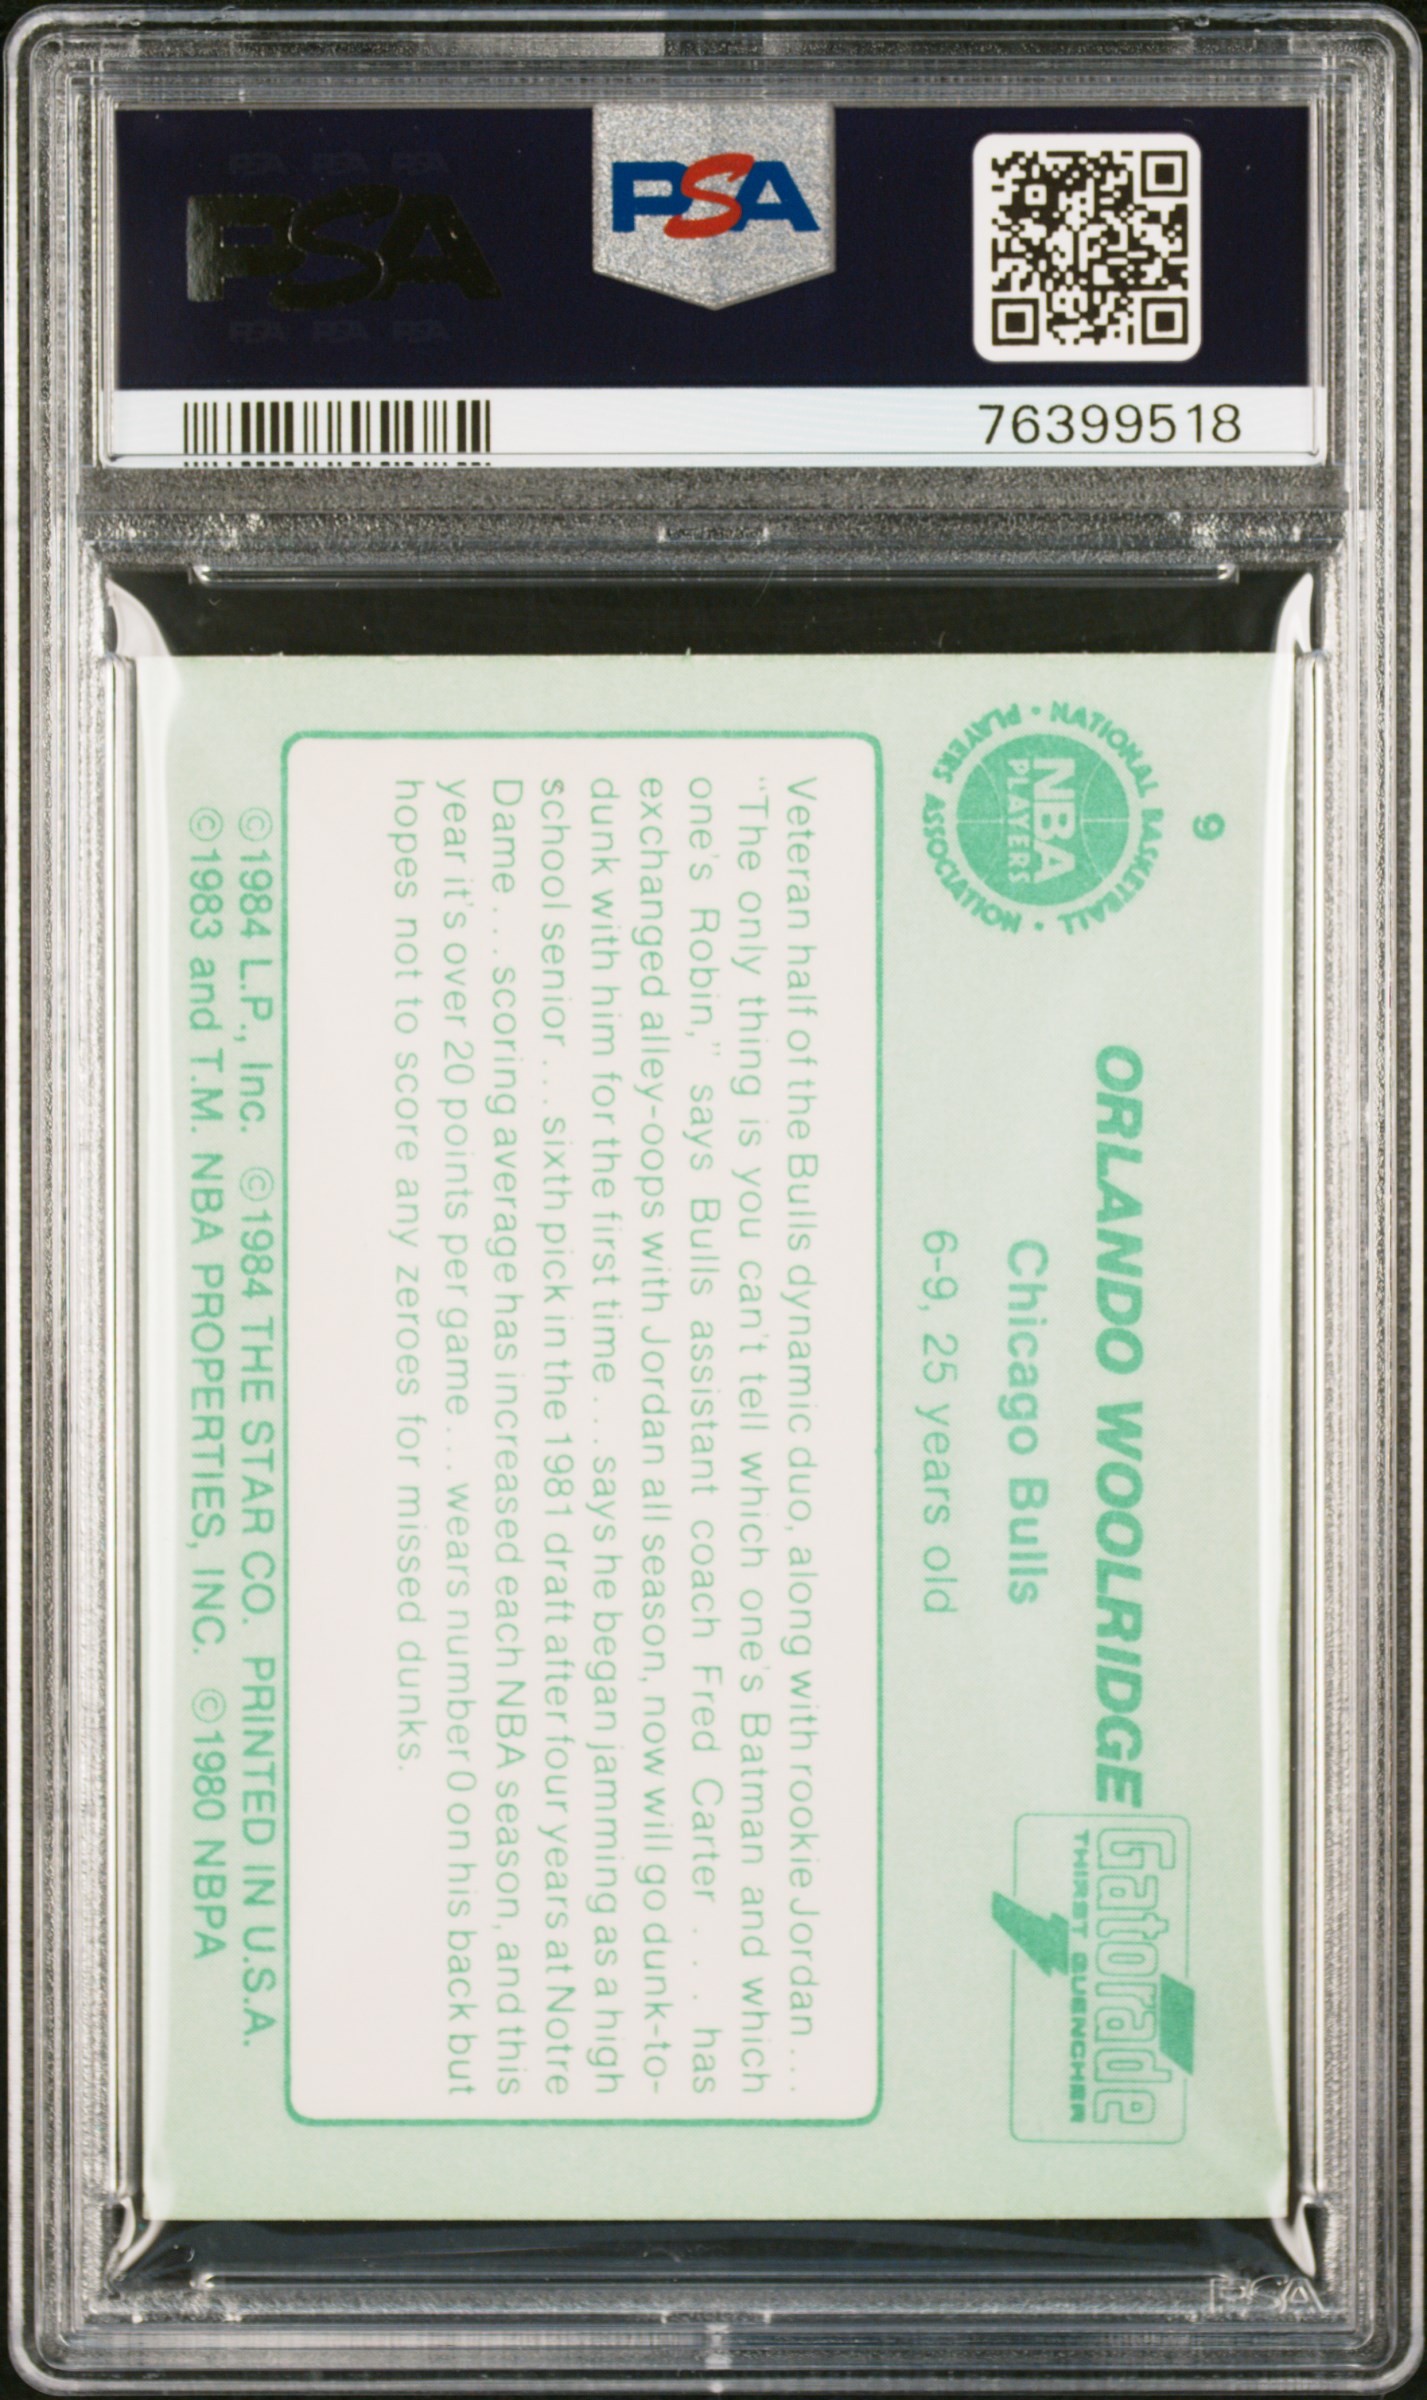 PSA
PSA PSA PSA
PSA
PSA PSA PSA
76399518
9
NATIONAL BASKETBALL • PLAYERS ASSOCIATION •
NBA
PLAYERS
ORLANDO WOOLRIDGE
Chicago Bulls
6-9, 25 years old
Gatorade
THIRST QUENCHER
Veteran half of the Bulls dynamic duo, along with rookie Jordan . . .
"The only thing is you can't tell which one's Batman and which
one's Robin," says Bulls assistant coach Fred Carter . . . has
exchanged alley-oops with Jordan all season, now will go dunk-to-
dunk with him for the first time . . . says he began jamming as a high
school senior . . . sixth pick in the 1981 draft after four years at Notre
Dame . . . scoring average has increased each NBA season, and this
year it's over 20 points per game . . . wears number 0 on his back but
hopes not to score any zeroes for missed dunks.
©1984 L.P., Inc. ©1984 THE STAR CO. PRINTED IN U.S.A.
©1983 and T.M. NBA PROPERTIES, INC. ©1980 NBPA
PSA